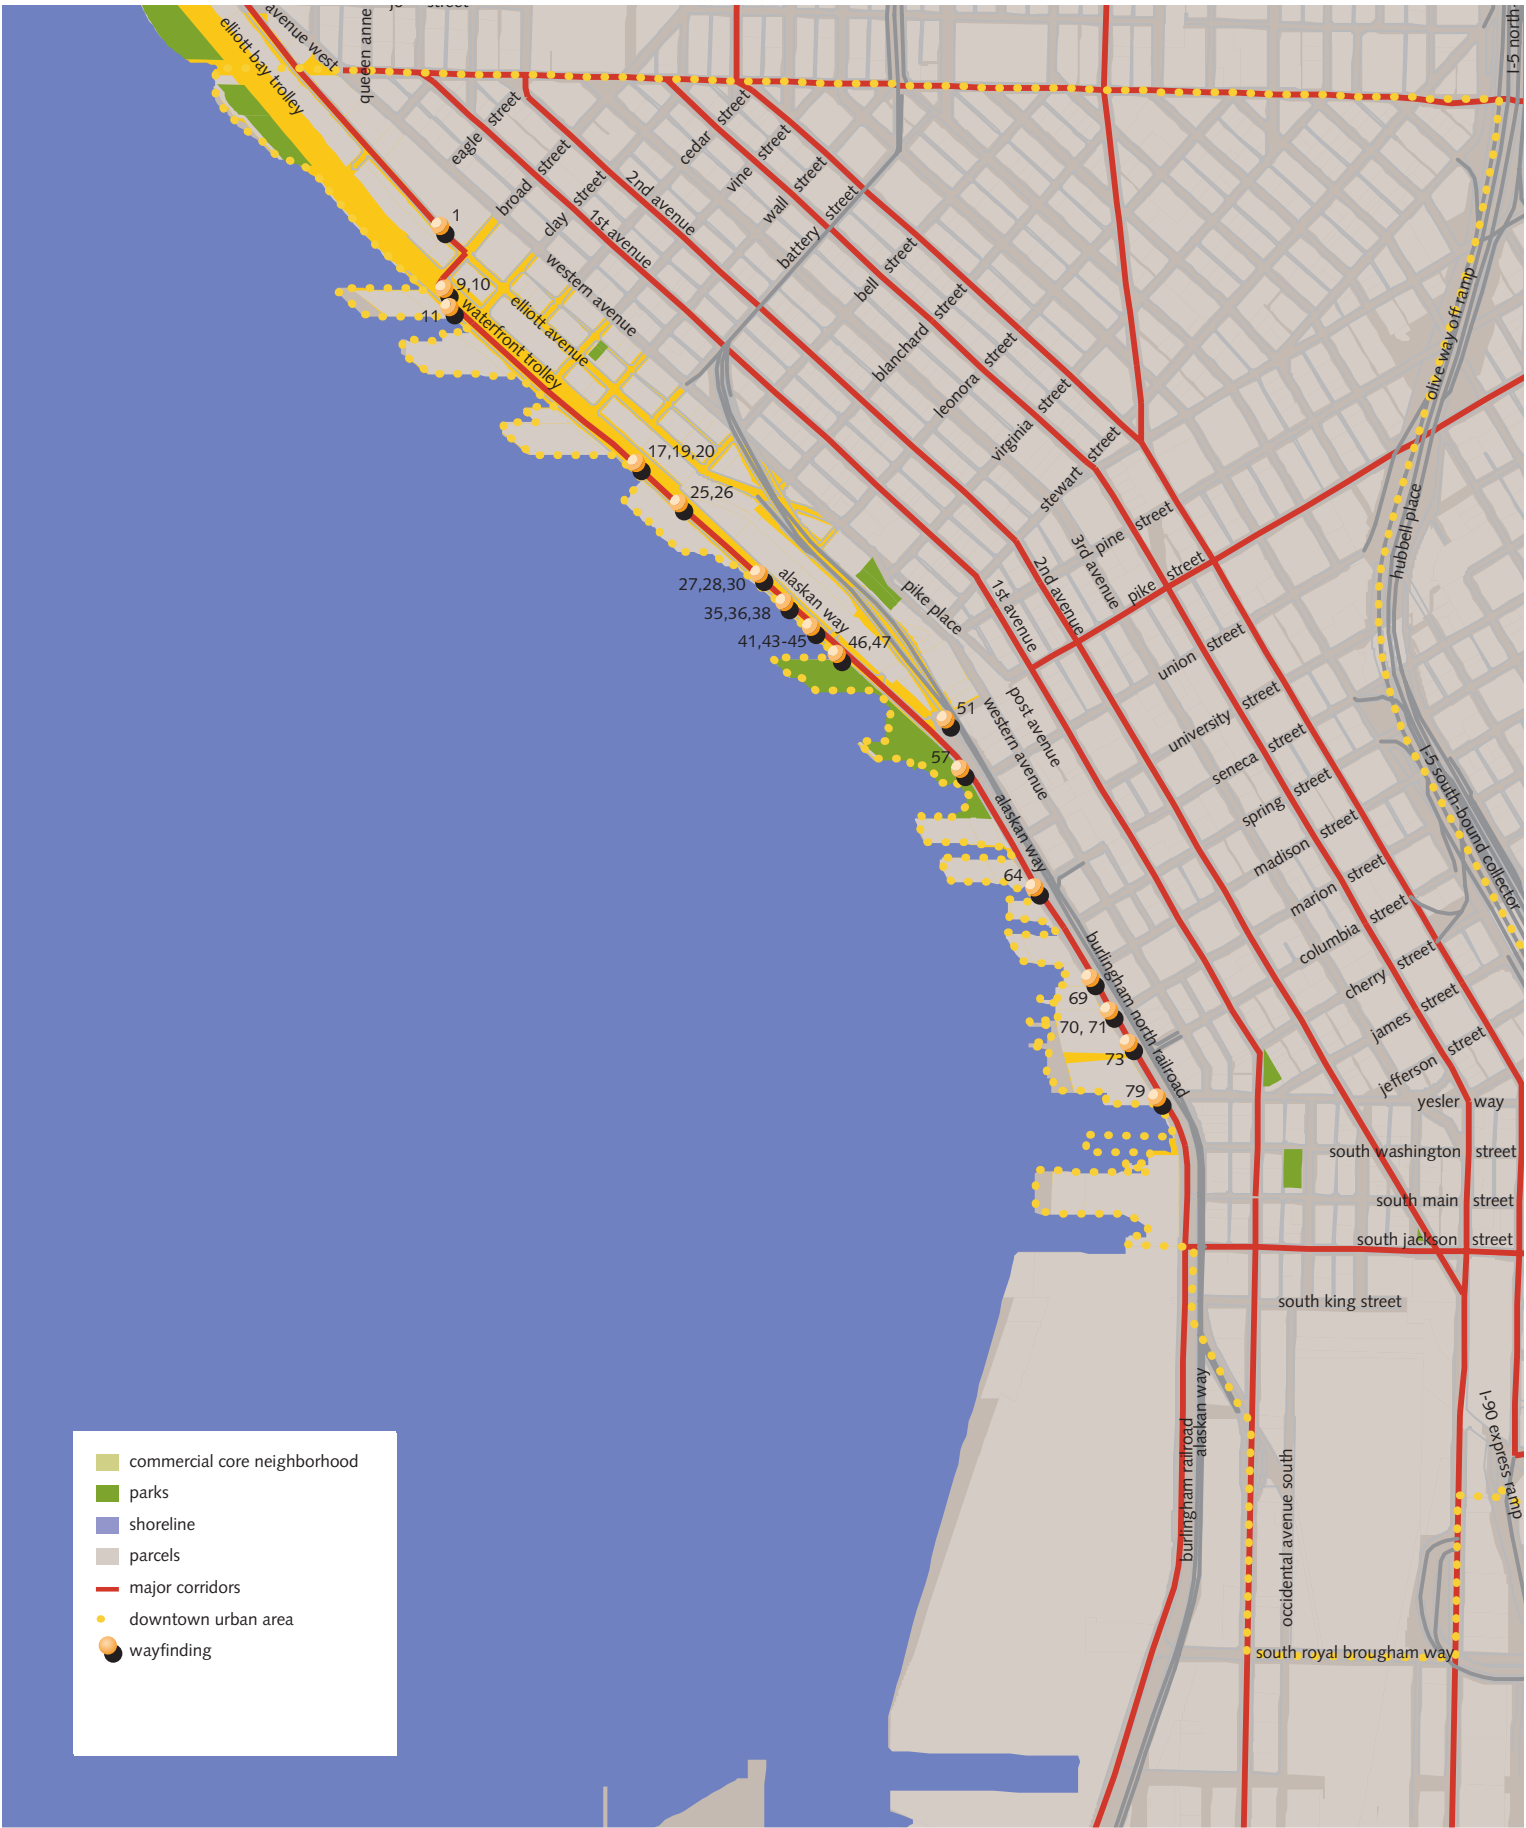 street
avenue west
queeen anne
elliott bay trolley
I-5 north-
eagle street
broad street
clay street
cedar street
vine street
wall street
battery street
2nd avenue
1st avenue
western avenue
elliott avenue
waterfront trolley
bell street
blanchard street
leonora street
virginia street
stewart street
olive way off ramp
hubbell place
1
9,10
11
17,19,20
25,26
27,28,30
35,36,38
41,43-45
46,47
alaskan way
pike place
pine street
pike street
3rd avenue
2nd avenue
1st avenue
union street
university street
seneca street
spring street
madison street
marion street
columbia street
cherry street
james street
jefferson street
51
57
post avenue
western avenue
alaskan way
I-5 south-bound collector
64
burlingham north railroad
69
70, 71
73
79
yesler way
south washington street
south main street
south jackson street
south king street
burlingham railroad
alaskan way
occidental avenue south
I-90 express ramp
south royal brougham way
commercial core neighborhood
parks
shoreline
parcels
major corridors
downtown urban area
wayfinding